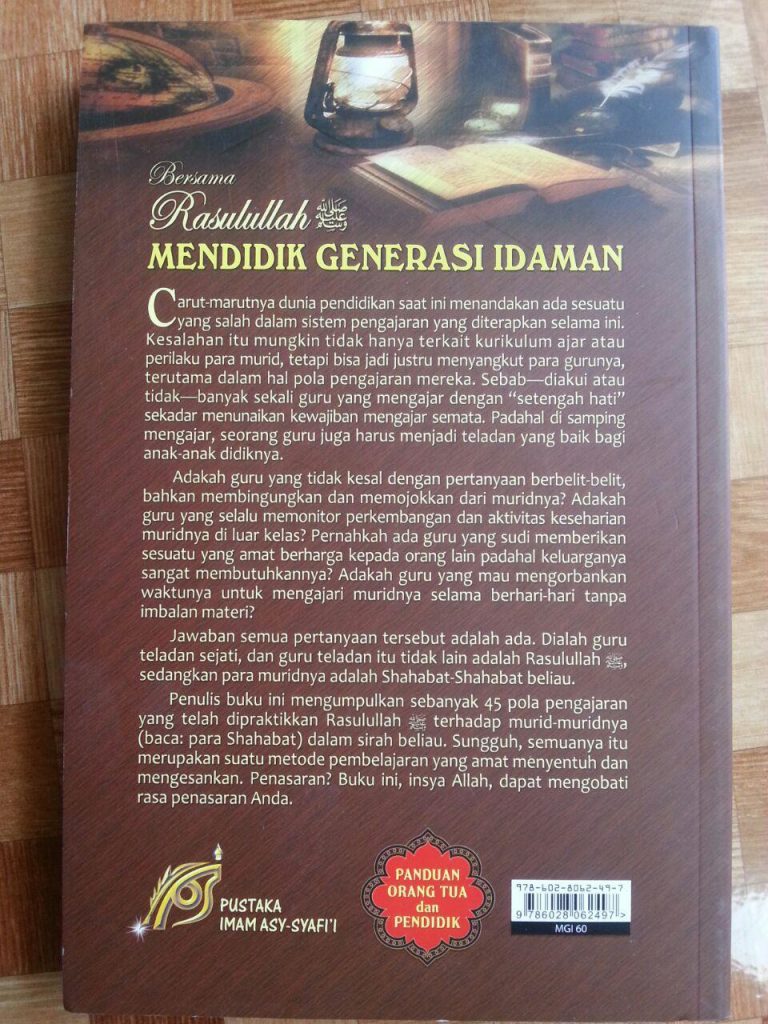 Bersama
Rasulullah ﷺ
MENDIDIK GENERASI IDAMAN
Carut-marutnya dunia pendidikan saat ini menandakan ada sesuatu
yang salah dalam sistem pengajaran yang diterapkan selama ini.
Kesalahan itu mungkin tidak hanya terkait kurikulum ajar atau
perilaku para murid, tetapi bisa jadi justru menyangkut para gurunya,
terutama dalam hal pola pengajaran mereka. Sebab—diakui atau
tidak—banyak sekali guru yang mengajar dengan “setengah hati”
sekadar menunaikan kewajiban mengajar semata. Padahal di samping
mengajar, seorang guru juga harus menjadi teladan yang baik bagi
anak-anak didiknya.
Adakah guru yang tidak kesal dengan pertanyaan berbelit-belit,
bahkan membingungkan dan memojokkan dari muridnya? Adakah
guru yang selalu memonitor perkembangan dan aktivitas keseharian
muridnya di luar kelas? Pernahkah ada guru yang sudi memberikan
sesuatu yang amat berharga kepada orang lain padahal keluarganya
sangat membutuhkannya? Adakah guru yang mau mengorbankan
waktunya untuk mengajari muridnya selama berhari-hari tanpa
imbalan materi?
Jawaban semua pertanyaan tersebut adalah ada. Dialah guru
teladan sejati, dan guru teladan itu tidak lain adalah Rasulullah ﷺ,
sedangkan para muridnya adalah Shahabat-Shahabat beliau.
Penulis buku ini mengumpulkan sebanyak 45 pola pengajaran
yang telah dipraktikkan Rasulullah ﷺ terhadap murid-muridnya
(baca: para Shahabat) dalam sirah beliau. Sungguh, semuanya itu
merupakan suatu metode pembelajaran yang amat menyentuh dan
mengesankan. Penasaran? Buku ini, insya Allah, dapat mengobati
rasa penasaran Anda.
PUSTAKA
IMAM ASY-SYAFI'I
PANDUAN
ORANG TUA
dan
PENDIDIK
978-602-8062-49-7
9 786028 062497 >
MGI 60